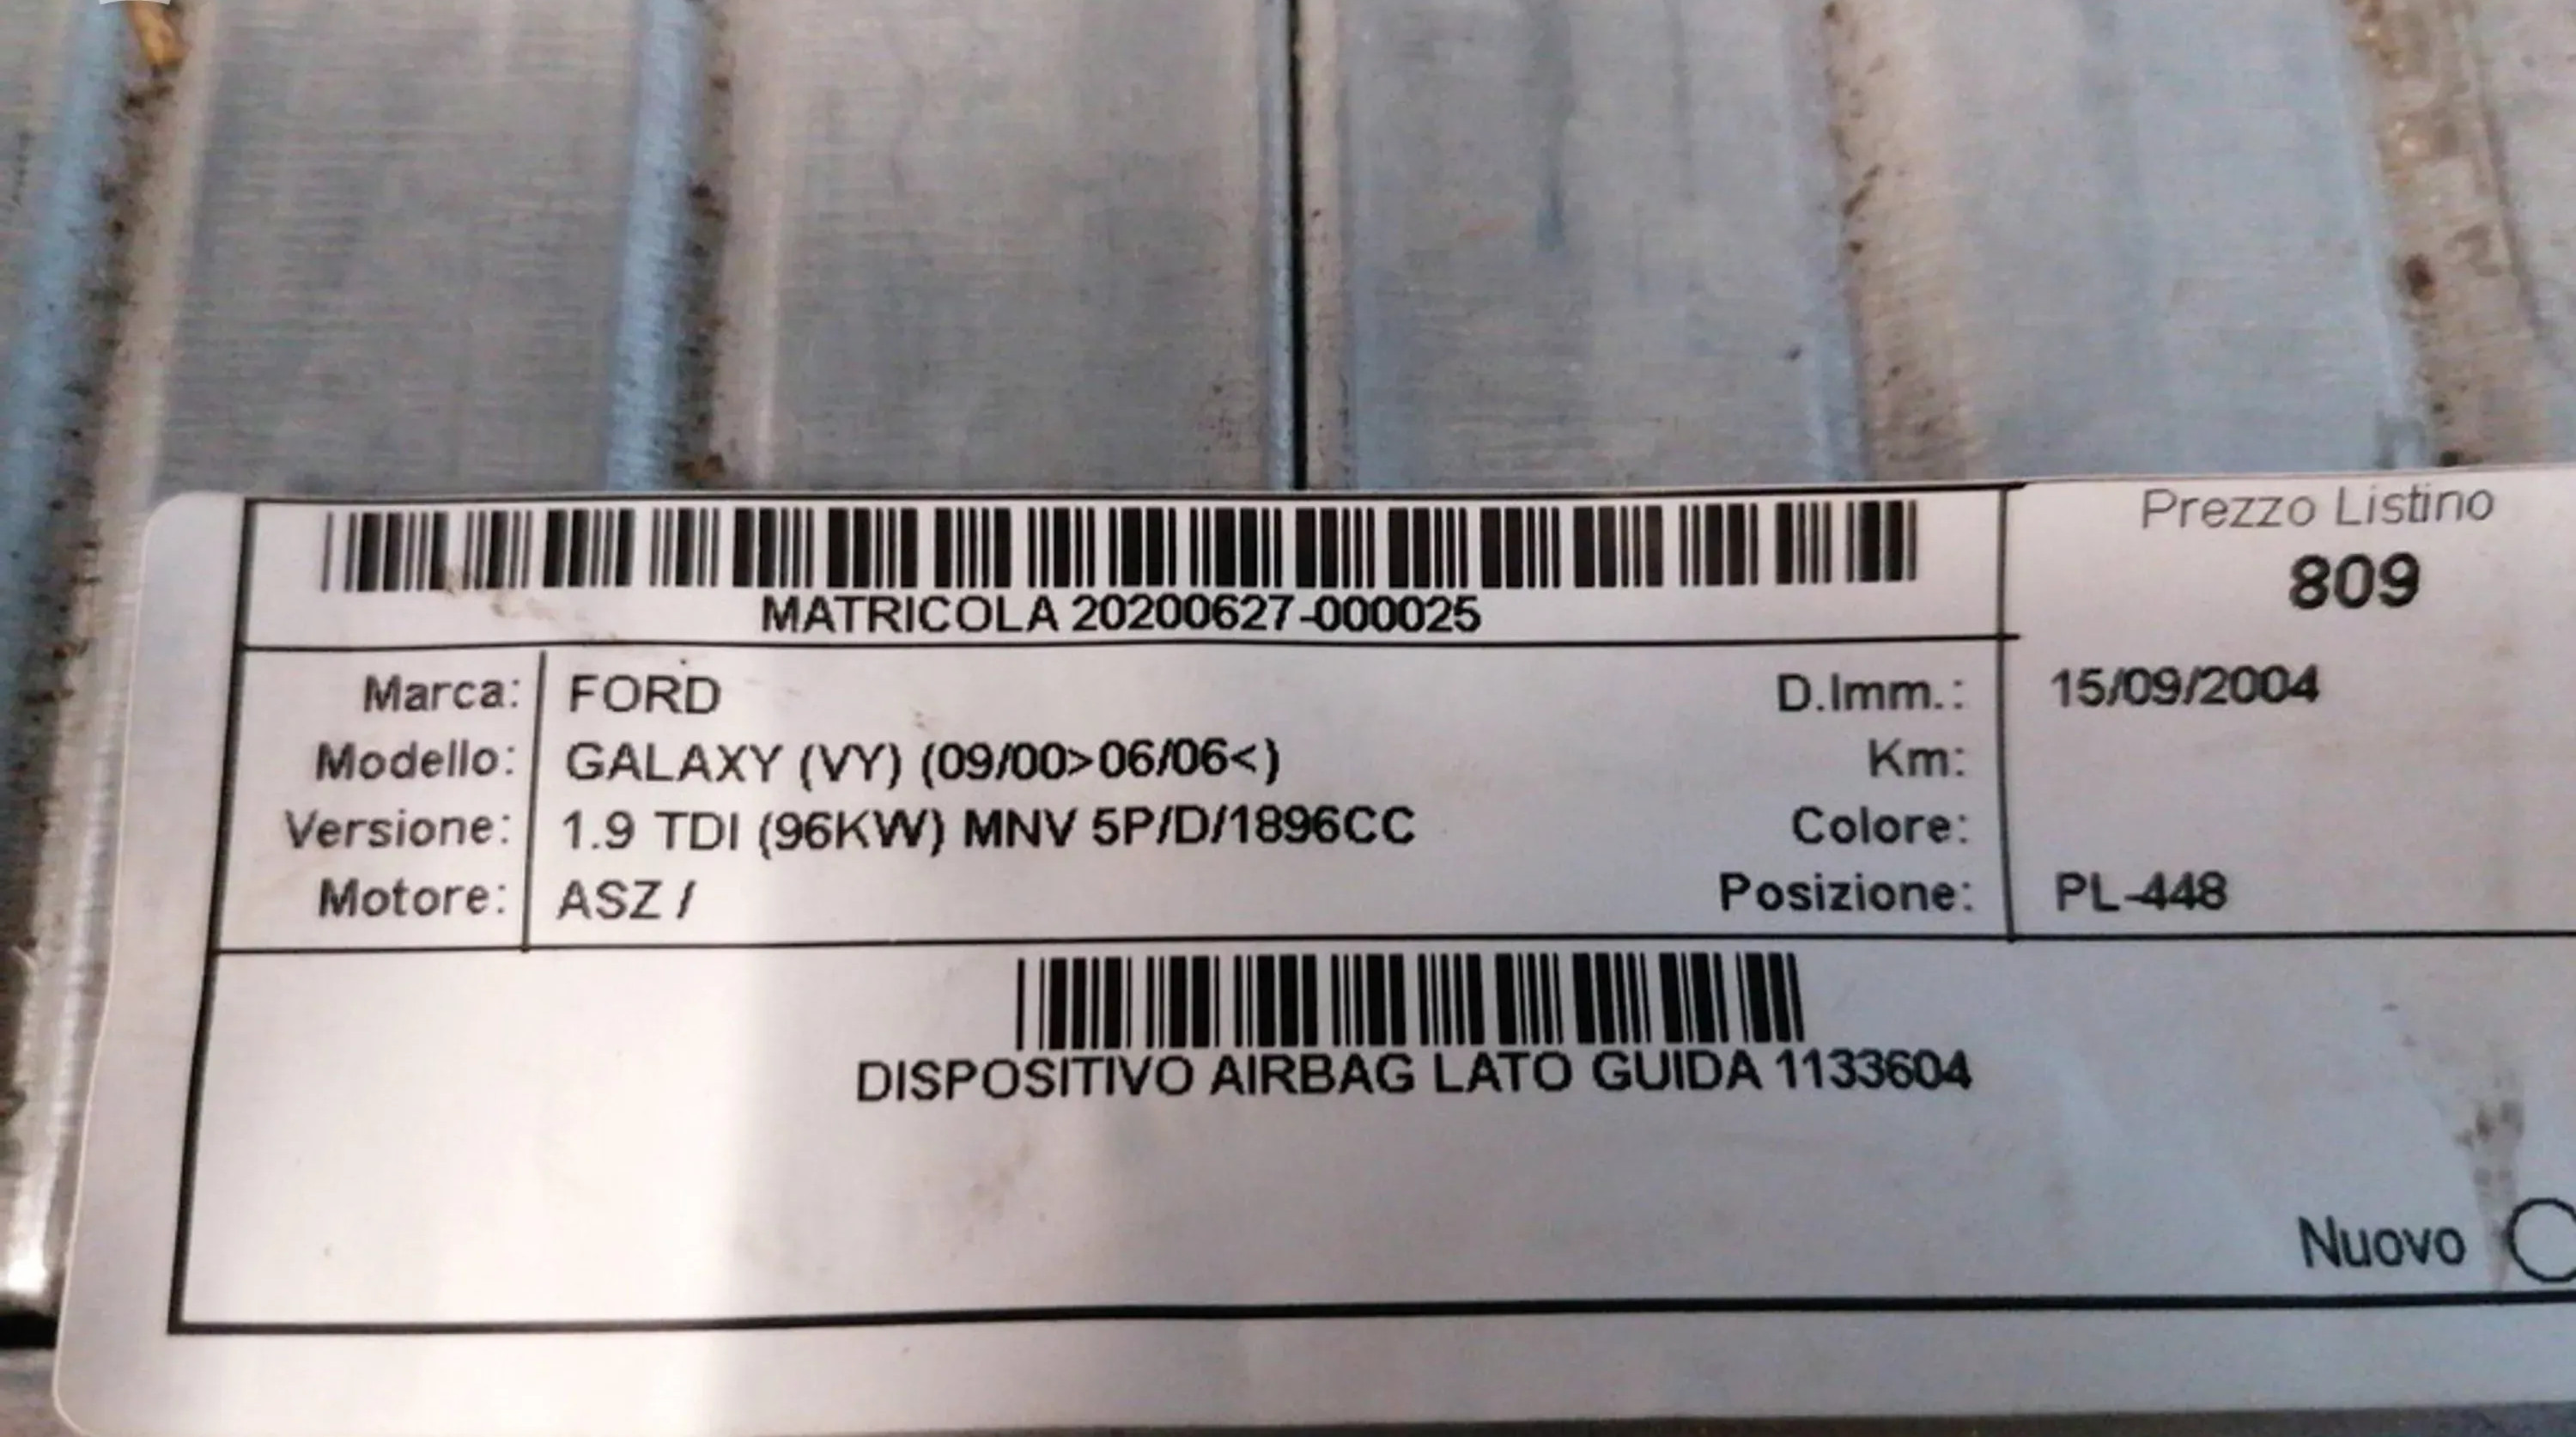 Prezzo Listino
809
MATRICOLA 20200627-000025
Marca: FORD D.Imm.: 15/09/2004
Modello: GALAXY (VY) (09/00>06/06<) Km:
Versione: 1.9 TDI (96KW) MNV 5P/D/1896CC Colore:
Motore: ASZ / Posizione: PL-448
DISPOSITIVO AIRBAG LATO GUIDA 1133604
Nuovo